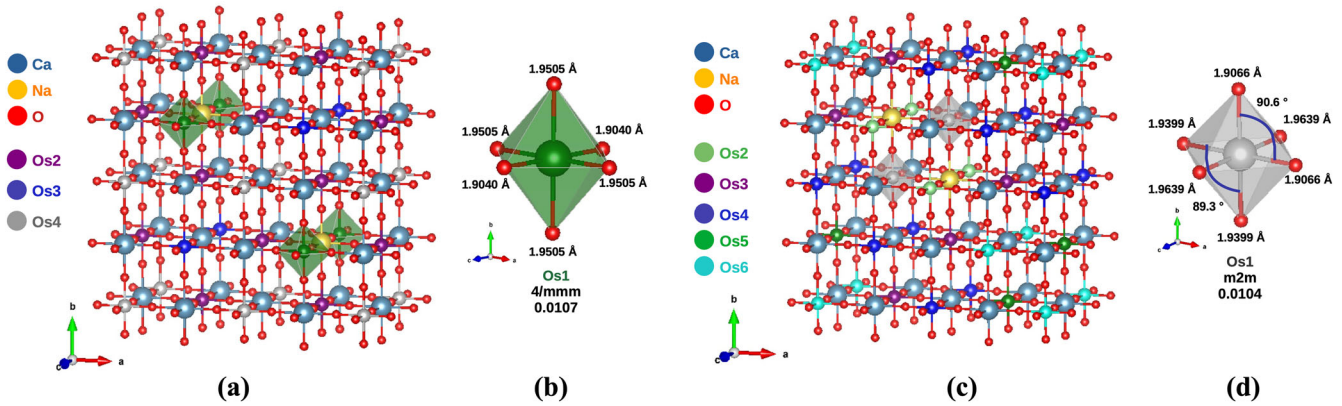 Ca
Na
O
Os2
Os3
Os4
b
c
a
(a)
1.9505 Å
1.9505 Å
1.9040 Å
1.9040 Å
1.9505 Å
1.9505 Å
b
c
a
Os1
4/mmm
0.0107
(b)
Ca
Na
O
Os2
Os3
Os4
Os5
Os6
b
c
a
(c)
1.9066 Å
90.6 °
1.9399 Å
1.9639 Å
1.9639 Å
1.9066 Å
89.3 °
1.9399 Å
b
c
a
Os1
m2m
0.0104
(d)